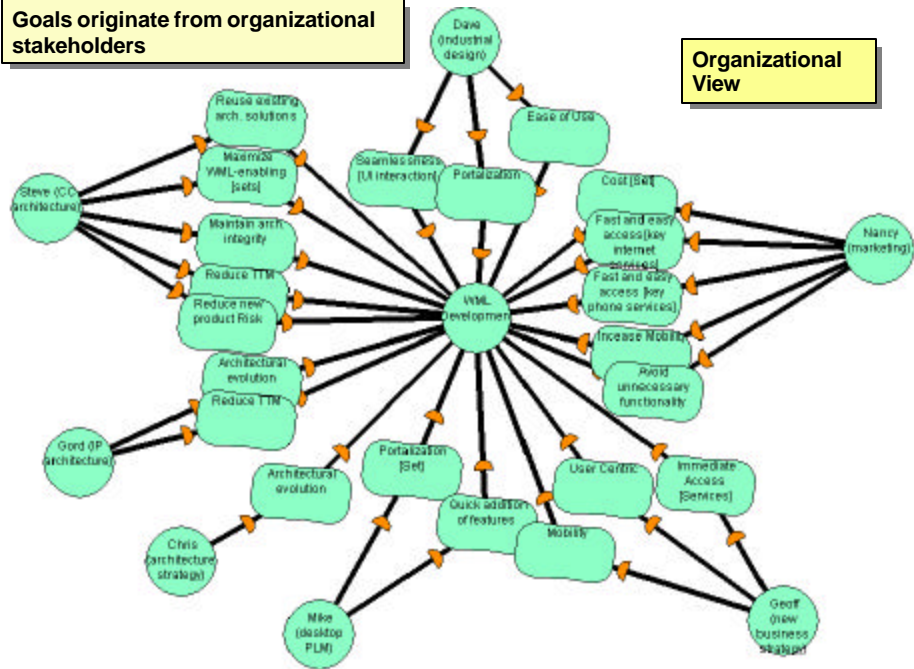 Goals originate from organizational
stakeholders
Organizational
View
Dave
(industrial
design)
Reuse existing
arch. solutions
Ease of Use
Maximize
WML-enabling
[sets]
Seamlessness
[UI interaction]
Portalization
Cost [Set]
Steve (CC
architecture)
Maintain arch.
integrity
Fast and easy
access[key
internet
services]
Nancy
(marketing)
Reduce TTM
Fast and easy
access [key
phone services]
Reduce new
product Risk
WML
Development
Incease Mobility
Architectural
evolution
Avoid
unnecessary
functionality
Reduce TTM
Gord (IP
architecture)
Portalization
[Set]
Architectural
evolution
User Centric
Immediate
Access
[Services]
Quick addition
of features
Mobility
Chris
(architecture
strategy)
Mike
(desktop
PLM)
Geoff
(new
business
strategy)